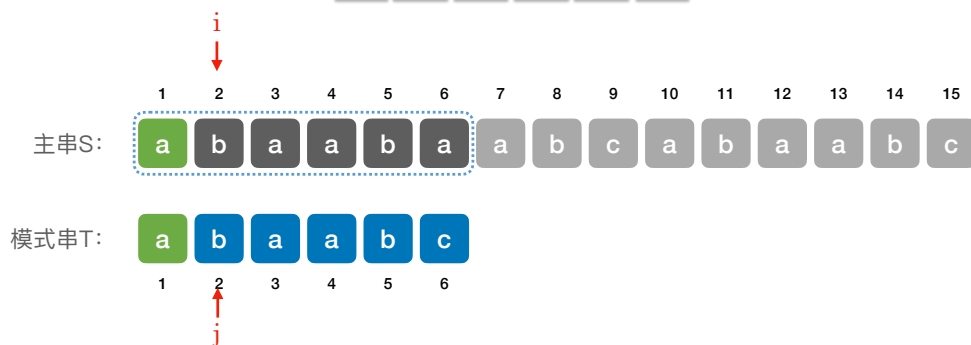 i
1 2 3 4 5 6 7 8 9 10 11 12 13 14 15
主串S: a b a a b a a b c a b a a b c
模式串T: a b a a b c
1 2 3 4 5 6
j